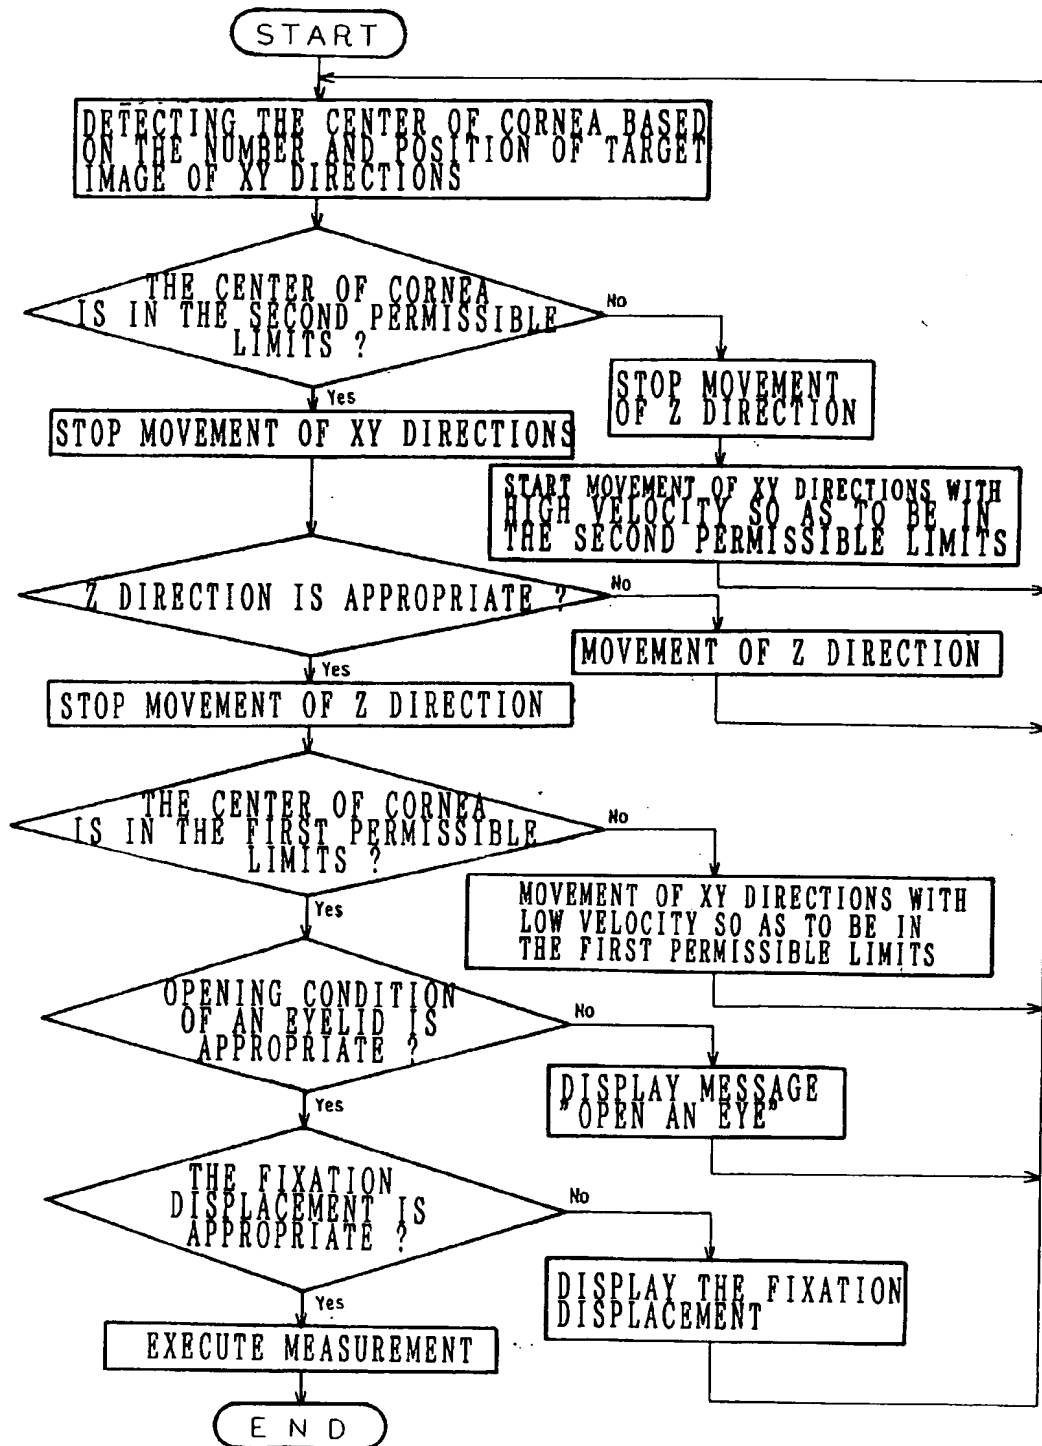 START
DETECTING THE CENTER OF CORNEA BASED
ON THE NUMBER AND POSITION OF TARGET
IMAGE OF XY DIRECTIONS
THE CENTER OF CORNEA
IS IN THE SECOND PERMISSIBLE
LIMITS ?
No
Yes
STOP MOVEMENT
OF Z DIRECTION
STOP MOVEMENT OF XY DIRECTIONS
START MOVEMENT OF XY DIRECTIONS WITH
HIGH VELOCITY SO AS TO BE IN
THE SECOND PERMISSIBLE LIMITS
Z DIRECTION IS APPROPRIATE ?
No
Yes
MOVEMENT OF Z DIRECTION
STOP MOVEMENT OF Z DIRECTION
THE CENTER OF CORNEA
IS IN THE FIRST PERMISSIBLE
LIMITS ?
No
Yes
MOVEMENT OF XY DIRECTIONS WITH
LOW VELOCITY SO AS TO BE IN
THE FIRST PERMISSIBLE LIMITS
OPENING CONDITION
OF AN EYELID IS
APPROPRIATE ?
No
Yes
DISPLAY MESSAGE
"OPEN AN EYE"
THE FIXATION
DISPLACEMENT IS
APPROPRIATE ?
No
Yes
DISPLAY THE FIXATION
DISPLACEMENT
EXECUTE MEASUREMENT
END